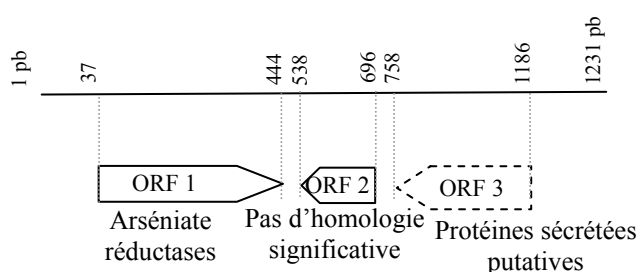 1 pb
37
444
538
696
758
1186
1231 pb
ORF 1
ORF 2
ORF 3
Arséniate
réductases
Pas d’homologie
significative
Protéines sécrétées
putatives